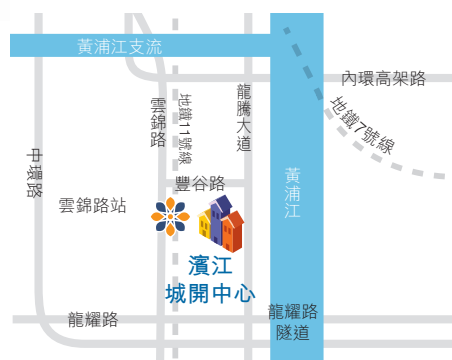 黃浦江支流
內環高架路
地鐵7號線
龍騰大道
地鐵11號線
雲錦路
中環路
豐谷路
黃浦江
雲錦路站
濱江
城開中心
龍耀路
龍耀路
隧道